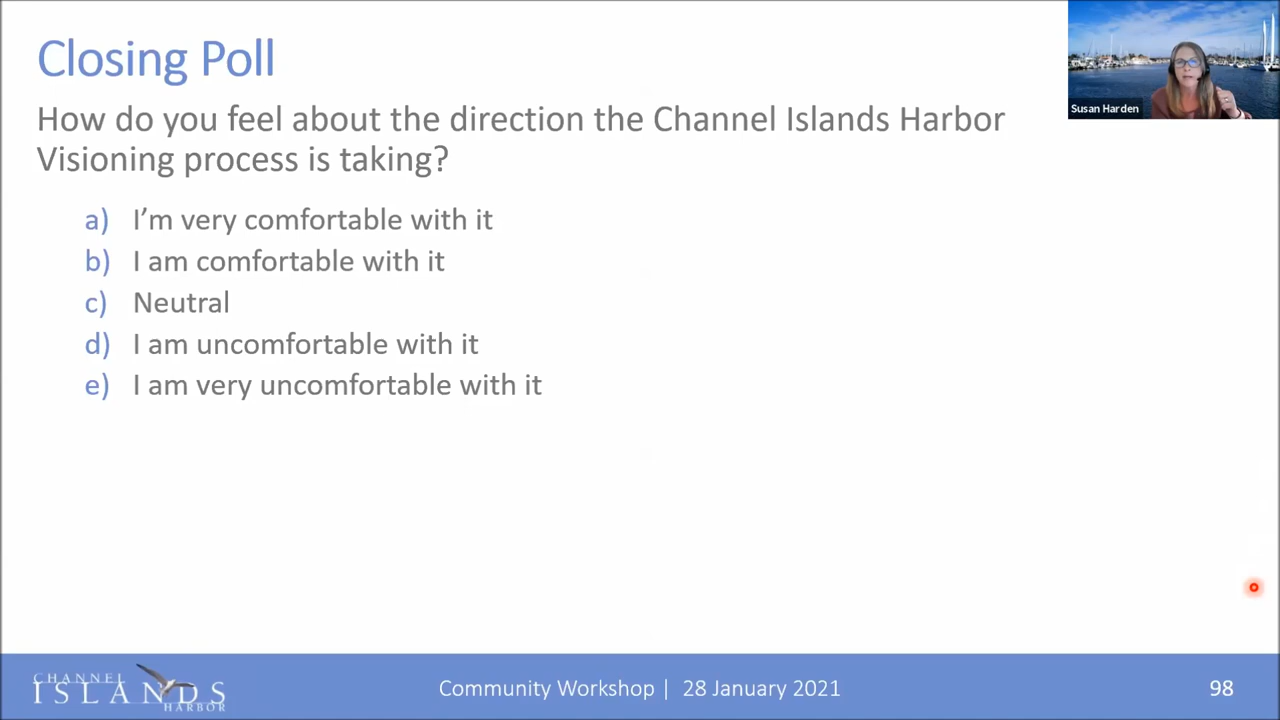 Closing Poll
How do you feel about the direction the Channel Islands Harbor
Visioning process is taking?
a) I’m very comfortable with it
b) I am comfortable with it
c) Neutral
d) I am uncomfortable with it
e) I am very uncomfortable with it
Susan Harden
CHANNEL
ISLANDS
HARBOR
Community Workshop | 28 January 2021
98